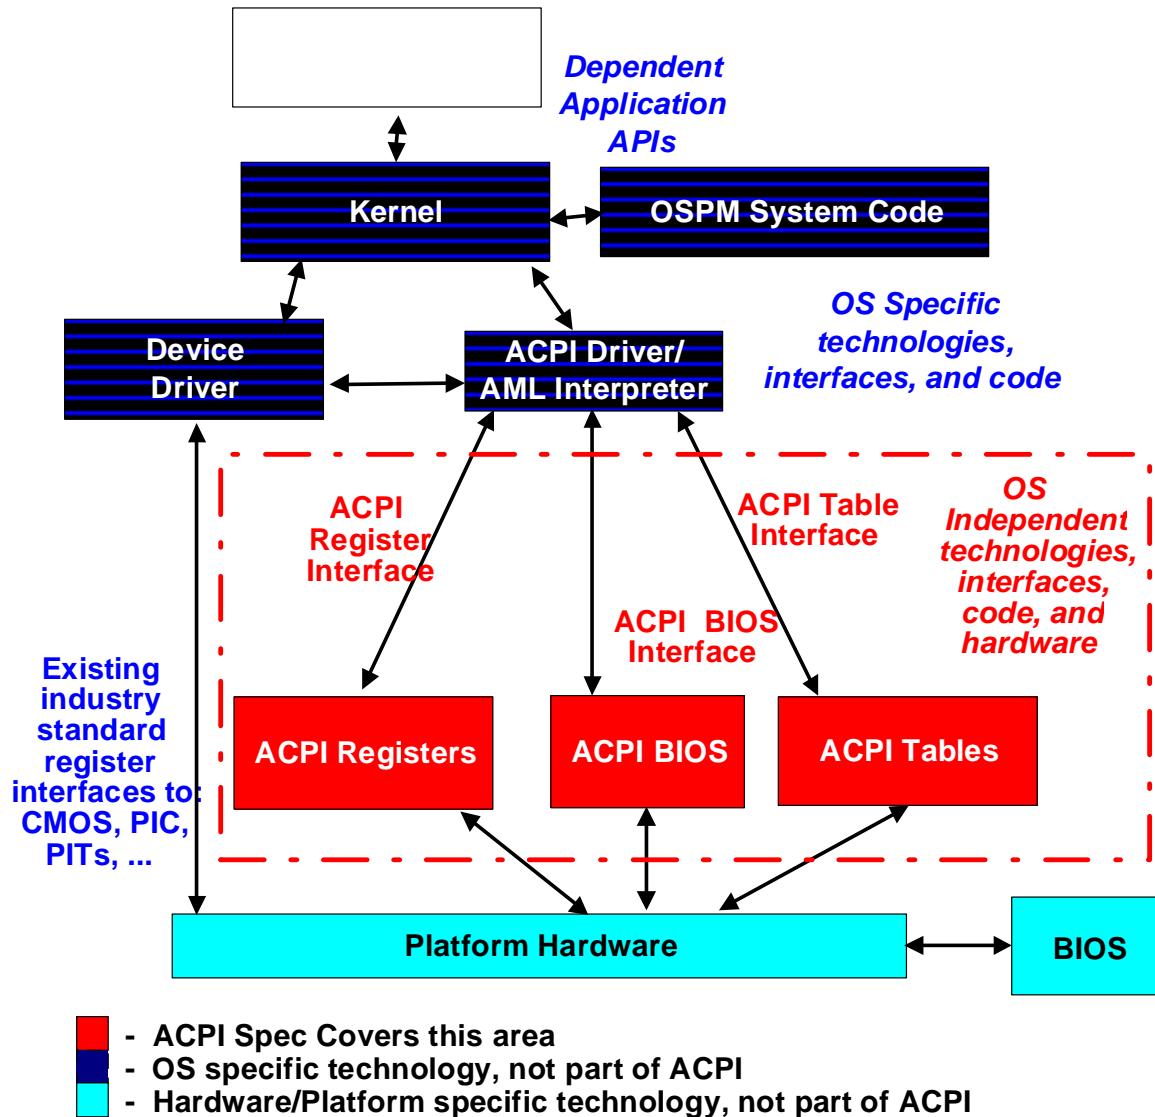 Dependent
Application
APIs
Kernel
OSPM System Code
OS Specific
technologies,
interfaces, and code
Device
Driver
ACPI Driver/
AML Interpreter
ACPI
Register
Interface
ACPI Table
Interface
OS
Independent
technologies,
interfaces,
code, and
hardware
ACPI  BIOS
Interface
Existing
industry
standard
register
interfaces to:
CMOS, PIC,
PITs, ...
ACPI Registers
ACPI BIOS
ACPI Tables
Platform Hardware
BIOS
- ACPI Spec Covers this area
- OS specific technology, not part of ACPI
- Hardware/Platform specific technology, not part of ACPI